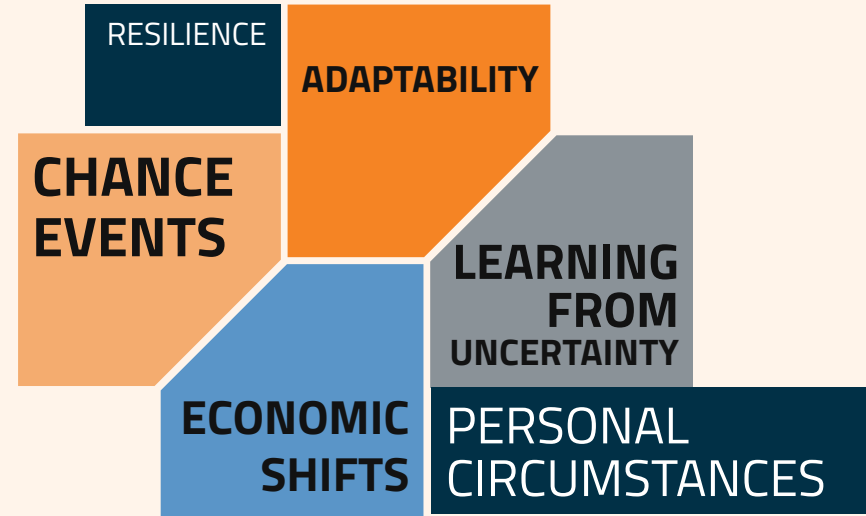 RESILIENCE
ADAPTABILITY
CHANCE
EVENTS
LEARNING
FROM
UNCERTAINTY
ECONOMIC
SHIFTS
PERSONAL
CIRCUMSTANCES